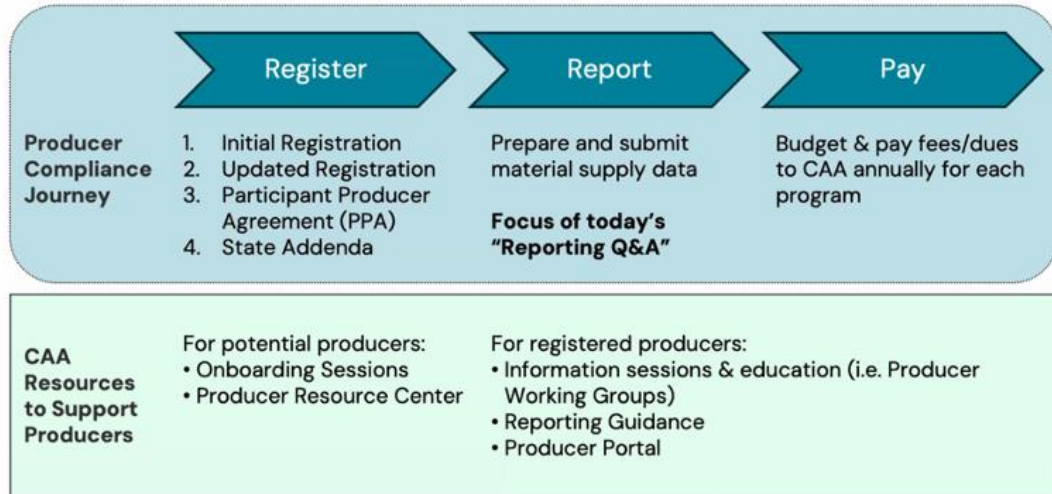 Register
Report
Pay
Producer
Compliance
Journey
1. Initial Registration
2. Updated Registration
3. Participant Producer
Agreement (PPA)
4. State Addenda
Prepare and submit
material supply data
Focus of today’s
“Reporting Q&A”
Budget & pay fees/dues
to CAA annually for each
program
CAA
Resources
to Support
Producers
For potential producers:
• Onboarding Sessions
• Producer Resource Center
For registered producers:
• Information sessions & education (i.e. Producer
Working Groups)
• Reporting Guidance
• Producer Portal